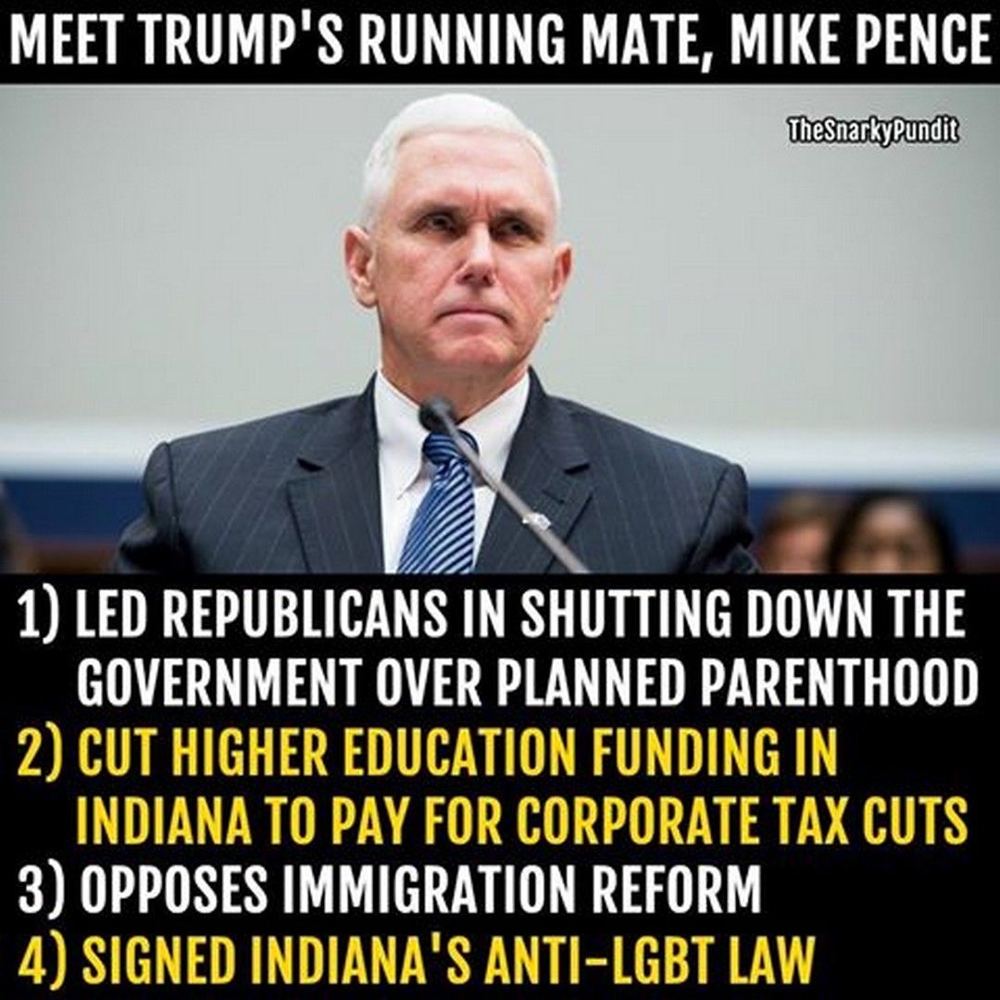 MEET TRUMP'S RUNNING MATE, MIKE PENCE
TheSnarkyPundit
1) LED REPUBLICANS IN SHUTTING DOWN THE
GOVERNMENT OVER PLANNED PARENTHOOD
2) CUT HIGHER EDUCATION FUNDING IN
INDIANA TO PAY FOR CORPORATE TAX CUTS
3) OPPOSES IMMIGRATION REFORM
4) SIGNED INDIANA'S ANTI-LGBT LAW